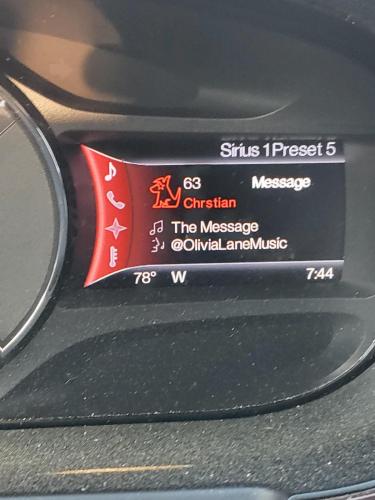 Sirius 1 Preset 5
63 Message
Chrstian
The Message
@OliviaLaneMusic
78° W 7:44